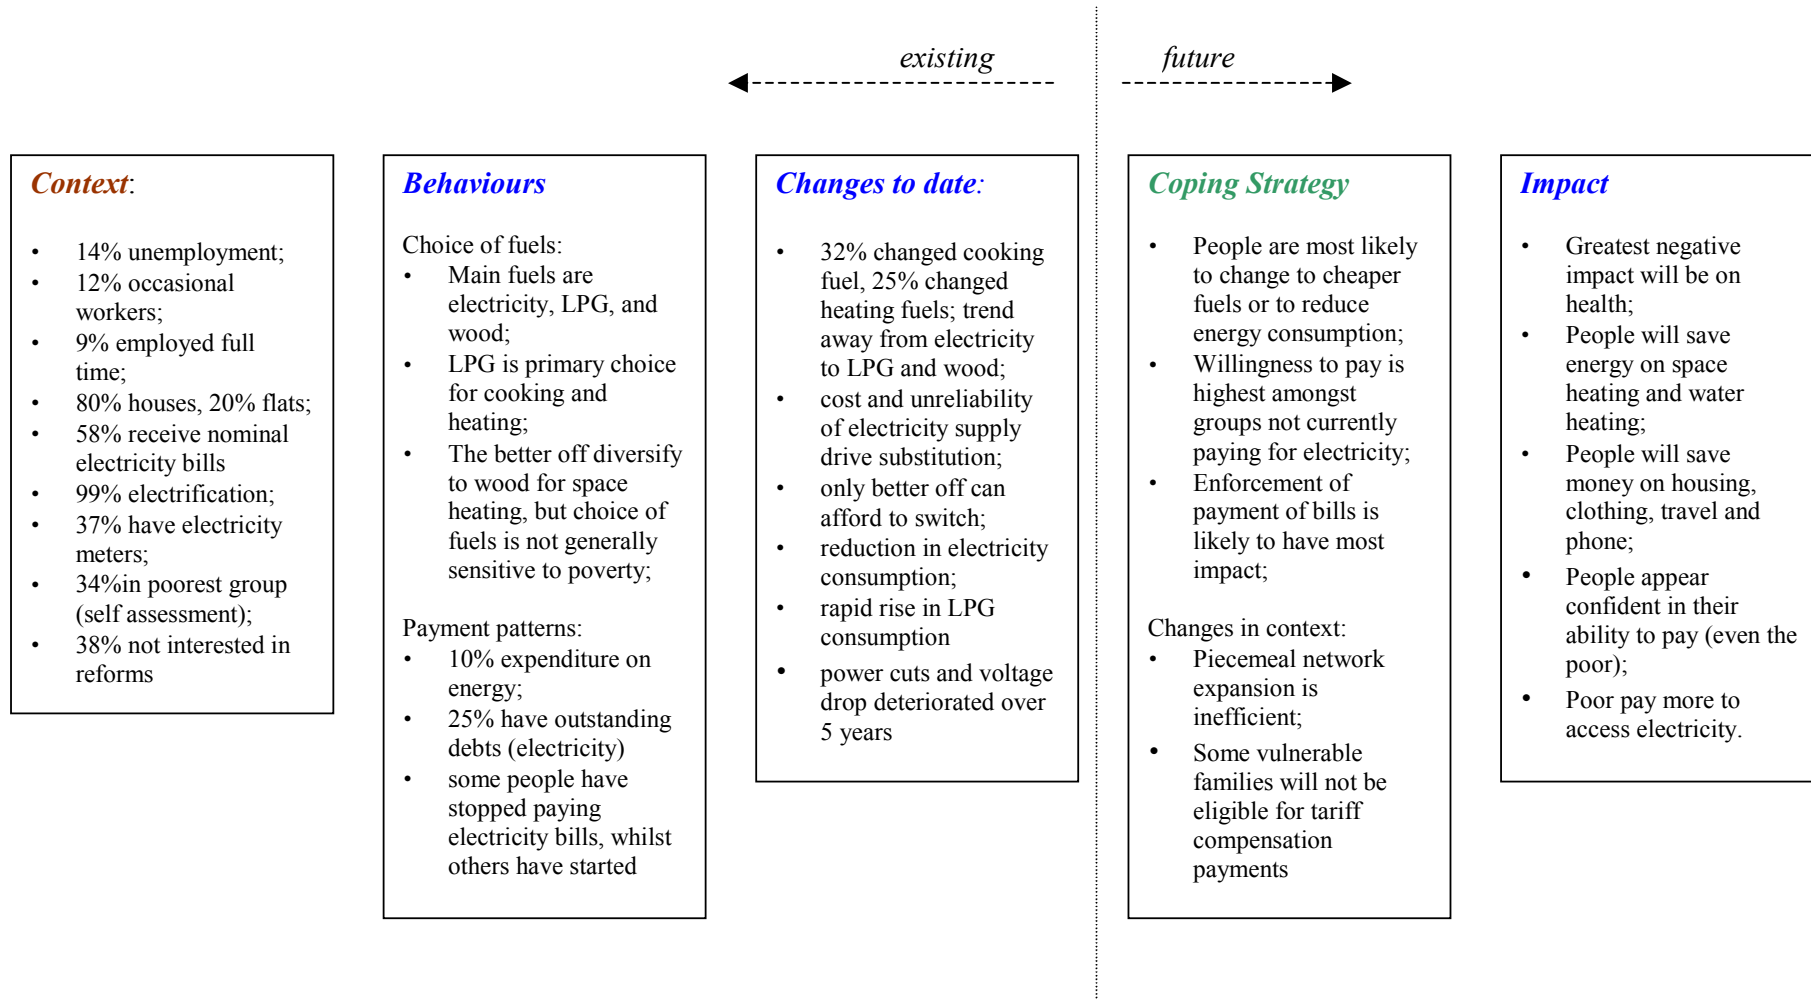 existing
future
Context:
• 14% unemployment;
• 12% occasional
workers;
• 9% employed full
time;
• 80% houses, 20% flats;
• 58% receive nominal
electricity bills
• 99% electrification;
• 37% have electricity
meters;
• 34%in poorest group
(self assessment);
• 38% not interested in
reforms
Behaviours
Choice of fuels:
• Main fuels are
electricity, LPG, and
wood;
• LPG is primary choice
for cooking and
heating;
• The better off diversify
to wood for space
heating, but choice of
fuels is not generally
sensitive to poverty;
Payment patterns:
• 10% expenditure on
energy;
• 25% have outstanding
debts (electricity)
• some people have
stopped paying
electricity bills, whilst
others have started
Changes to date:
• 32% changed cooking
fuel, 25% changed
heating fuels; trend
away from electricity
to LPG and wood;
• cost and unreliability
of electricity supply
drive substitution;
• only better off can
afford to switch;
• reduction in electricity
consumption;
• rapid rise in LPG
consumption
• power cuts and voltage
drop deteriorated over
5 years
Coping Strategy
• People are most likely
to change to cheaper
fuels or to reduce
energy consumption;
• Willingness to pay is
highest amongst
groups not currently
paying for electricity;
• Enforcement of
payment of bills is
likely to have most
impact;
Changes in context:
• Piecemeal network
expansion is
inefficient;
• Some vulnerable
families will not be
eligible for tariff
compensation
payments
Impact
• Greatest negative
impact will be on
health;
• People will save
energy on space
heating and water
heating;
• People will save
money on housing,
clothing, travel and
phone;
• People appear
confident in their
ability to pay (even the
poor);
• Poor pay more to
access electricity.